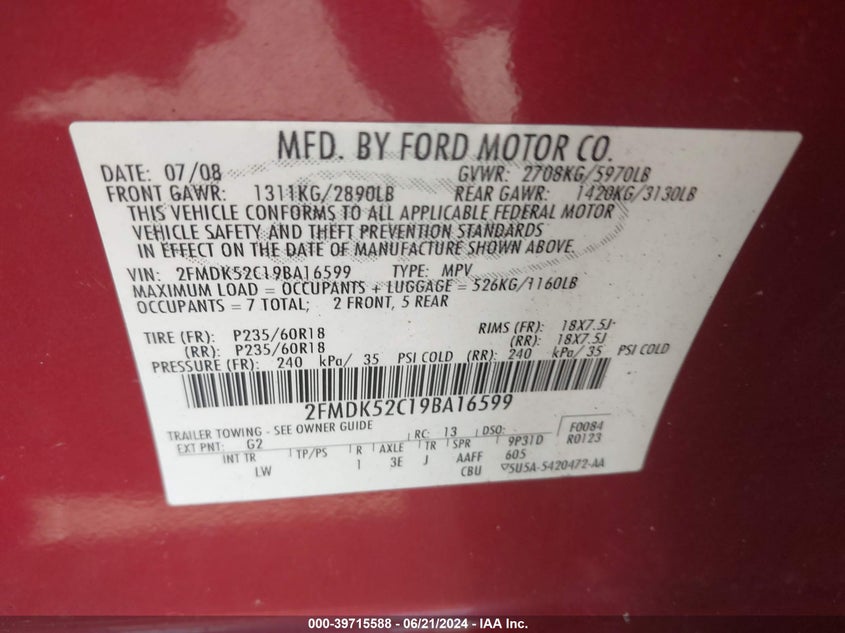 MFD. BY FORD MOTOR CO.
DATE: 07/08 GVWR: 2708KG/5970LB
FRONT GAWR: 1311KG/2890LB REAR GAWR: 1420KG/3130LB
THIS VEHICLE CONFORMS TO ALL APPLICABLE FEDERAL MOTOR
VEHICLE SAFETY AND THEFT PREVENTION STANDARDS
IN EFFECT ON THE DATE OF MANUFACTURE SHOWN ABOVE.
VIN: 2FMDK52C19BA16599 TYPE: MPV
MAXIMUM LOAD = OCCUPANTS + LUGGAGE = 526KG/1160LB
OCCUPANTS = 7 TOTAL; 2 FRONT, 5 REAR
TIRE (FR): P235/60R18 RIMS (FR): 18X7.5J
(RR): P235/60R18 (RR): 18X7.5J
PRESSURE (FR): 240 kPa/ 35 PSI COLD (RR): 240 kPa/ 35 PSI COLD
2FMDK52C19BA16599
TRAILER TOWING - SEE OWNER GUIDE RC: 13 DSO: F0084
EXT PNT: G2 9P31D R0123
INT TR TP/PS R AXLE TR SPR 605
LW 1 3E J AAFF
CBU 5U5A-5420472-AA
000-39715588 - 06/21/2024 - IAA Inc.